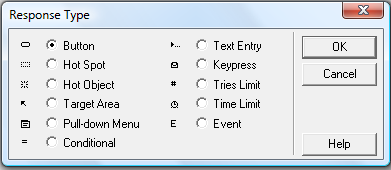 Response Type
Button
Hot Spot
Hot Object
Target Area
Pull-down Menu
= Conditional
Text Entry
Keypress
# Tries Limit
Time Limit
E Event
OK
Cancel
Help